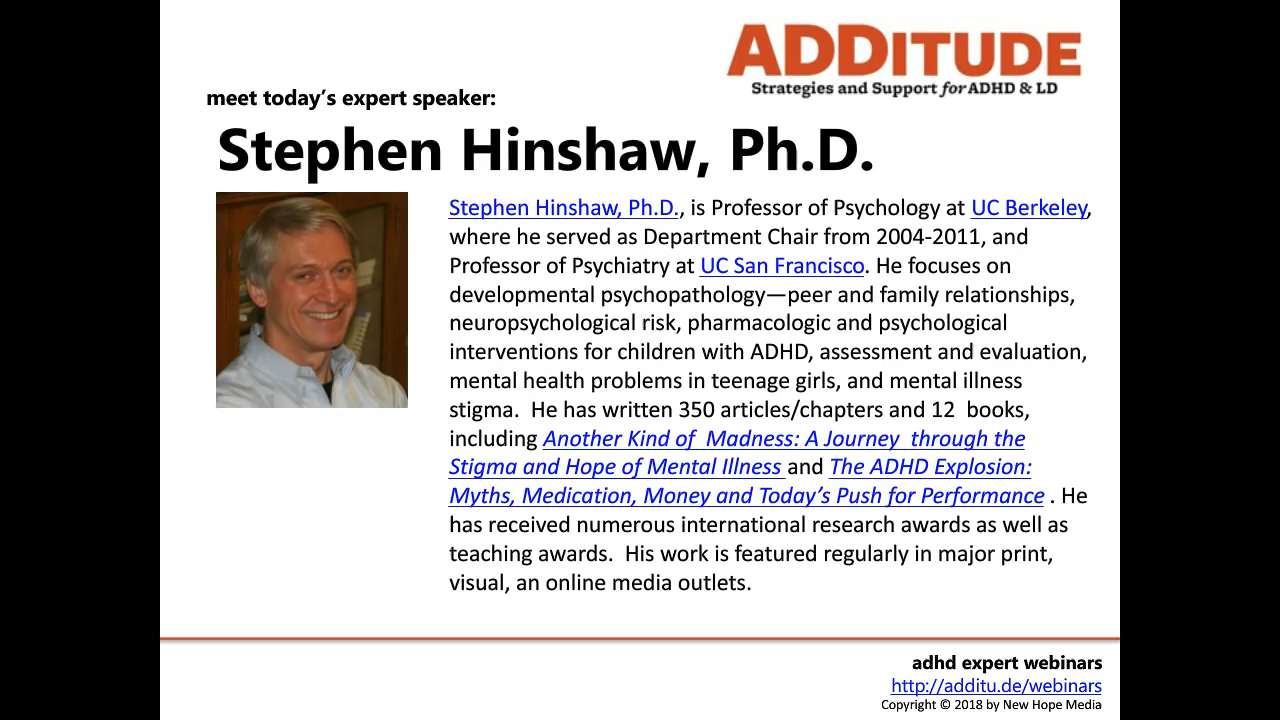 ADDITUDE
Strategies and Support for ADHD & LD
meet today's expert speaker:
Stephen Hinshaw, Ph.D.
Stephen Hinshaw, Ph.D., is Professor of Psychology at UC Berkeley,
where he served as Department Chair from 2004-2011, and
Professor of Psychiatry at UC San Francisco. He focuses on
developmental psychopathology—peer and family relationships,
neuropsychological risk, pharmacologic and psychological
interventions for children with ADHD, assessment and evaluation,
mental health problems in teenage girls, and mental illness
stigma.  He has written 350 articles/chapters and 12  books,
including Another Kind of  Madness: A Journey  through the
Stigma and Hope of Mental Illness and The ADHD Explosion:
Myths, Medication, Money and Today's Push for Performance . He
has received numerous international research awards as well as
teaching awards.  His work is featured regularly in major print,
visual, an online media outlets.
adhd expert webinars
http://additu.de/webinars
Copyright © 2018 by New Hope Media